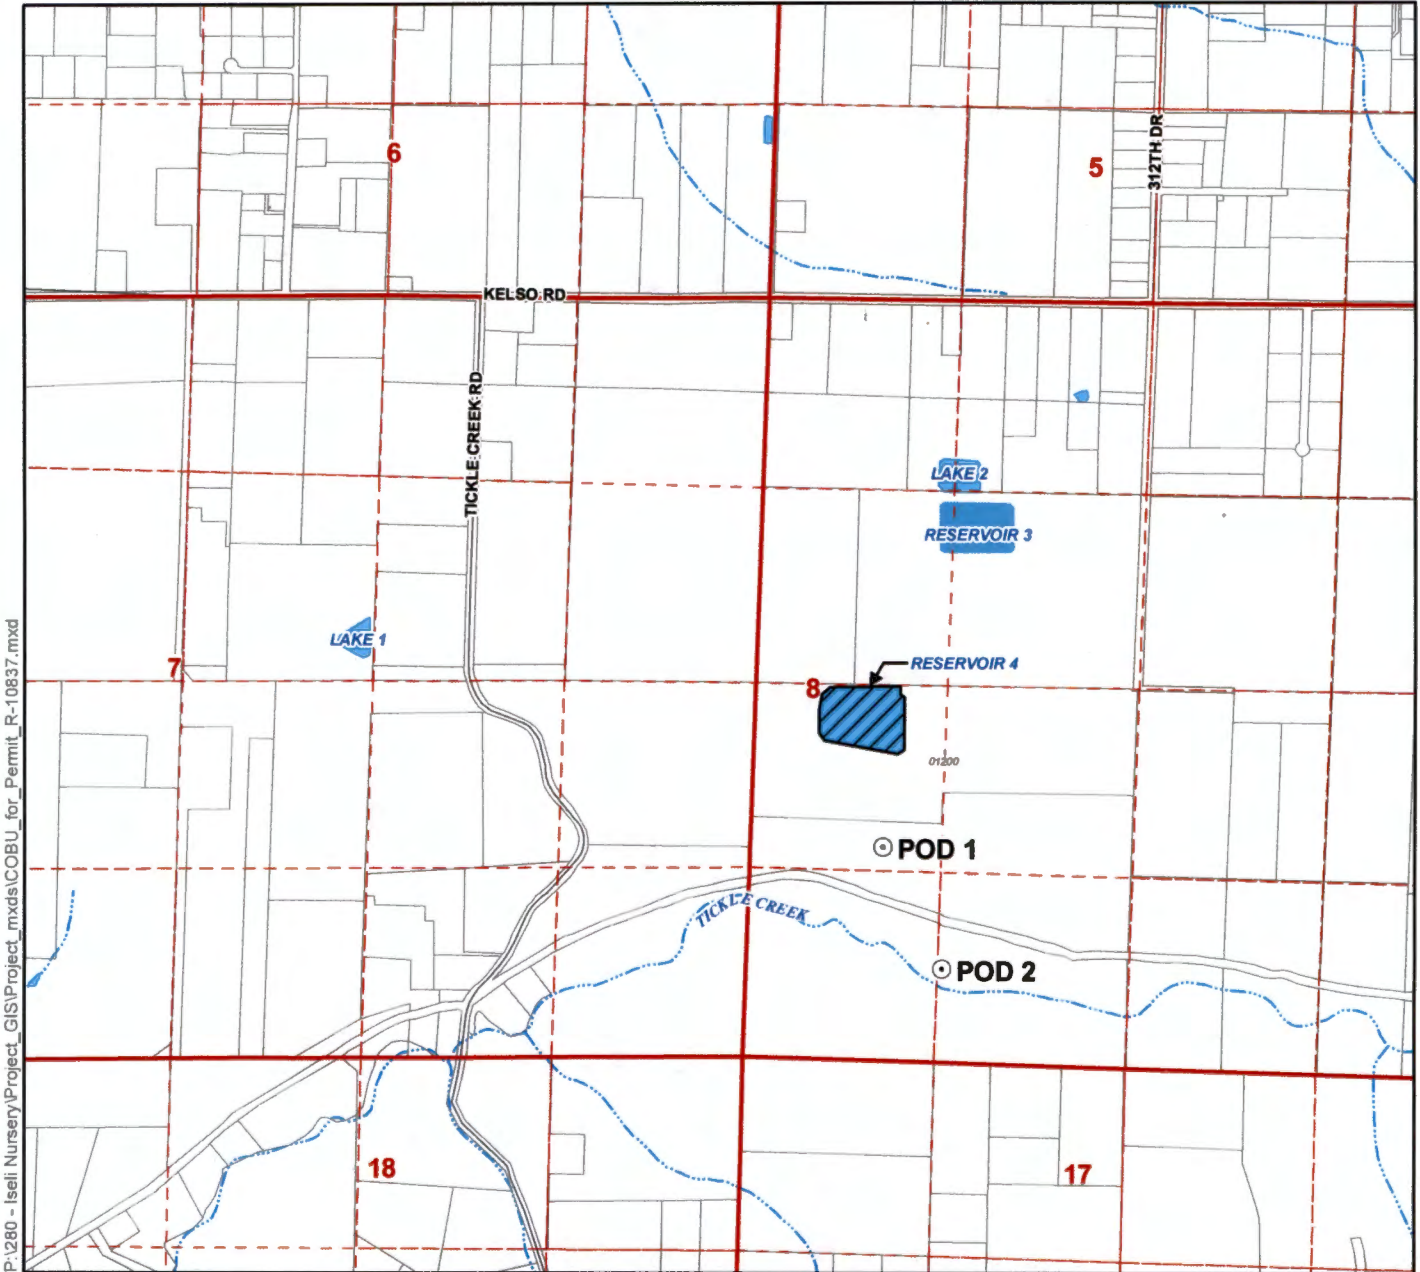 6
5
312TH DR
KELSO RD
TICKLE CREEK RD
LAKE 2
RESERVOIR 3
LAKE 1
7
RESERVOIR 4
8
01200
POD 1
TICKLE CREEK
POD 2
18
17
P:\280 - Iseli Nursery\Project_GIS\Project_mxds\COBU_for_Permit_R-10837.mxd